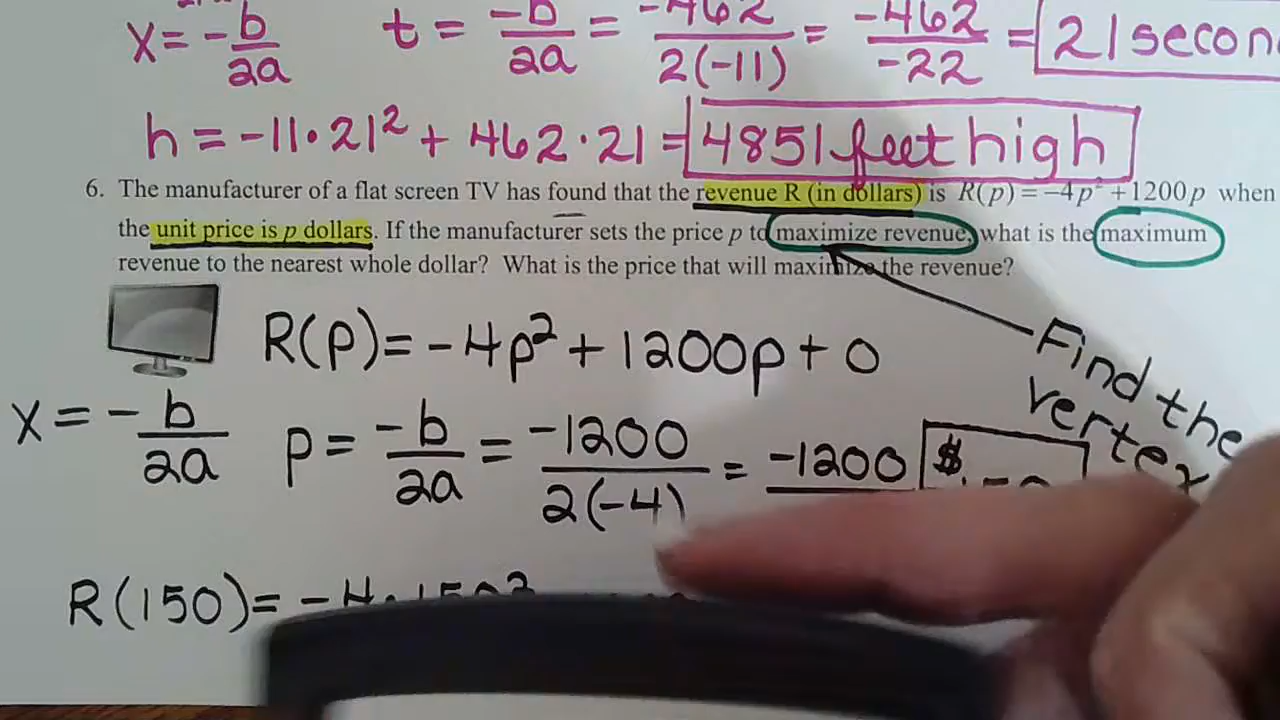 x = -b/2a   t = -b/2a = -462/2(-11) = -462/-22 = 21 secon
h = -11·21² + 462·21 = 4851 feet high
6. The manufacturer of a flat screen TV has found that the revenue R (in dollars) is R(p) = −4p² + 1200p when
the unit price is p dollars. If the manufacturer sets the price p to maximize revenue, what is the maximum
revenue to the nearest whole dollar? What is the price that will maximize the revenue?
R(p) = -4p² + 1200p + 0
Find the
vertex
x = -b/2a   p = -b/2a = -1200/2(-4) = -1200 $
R(150) = -4·150²